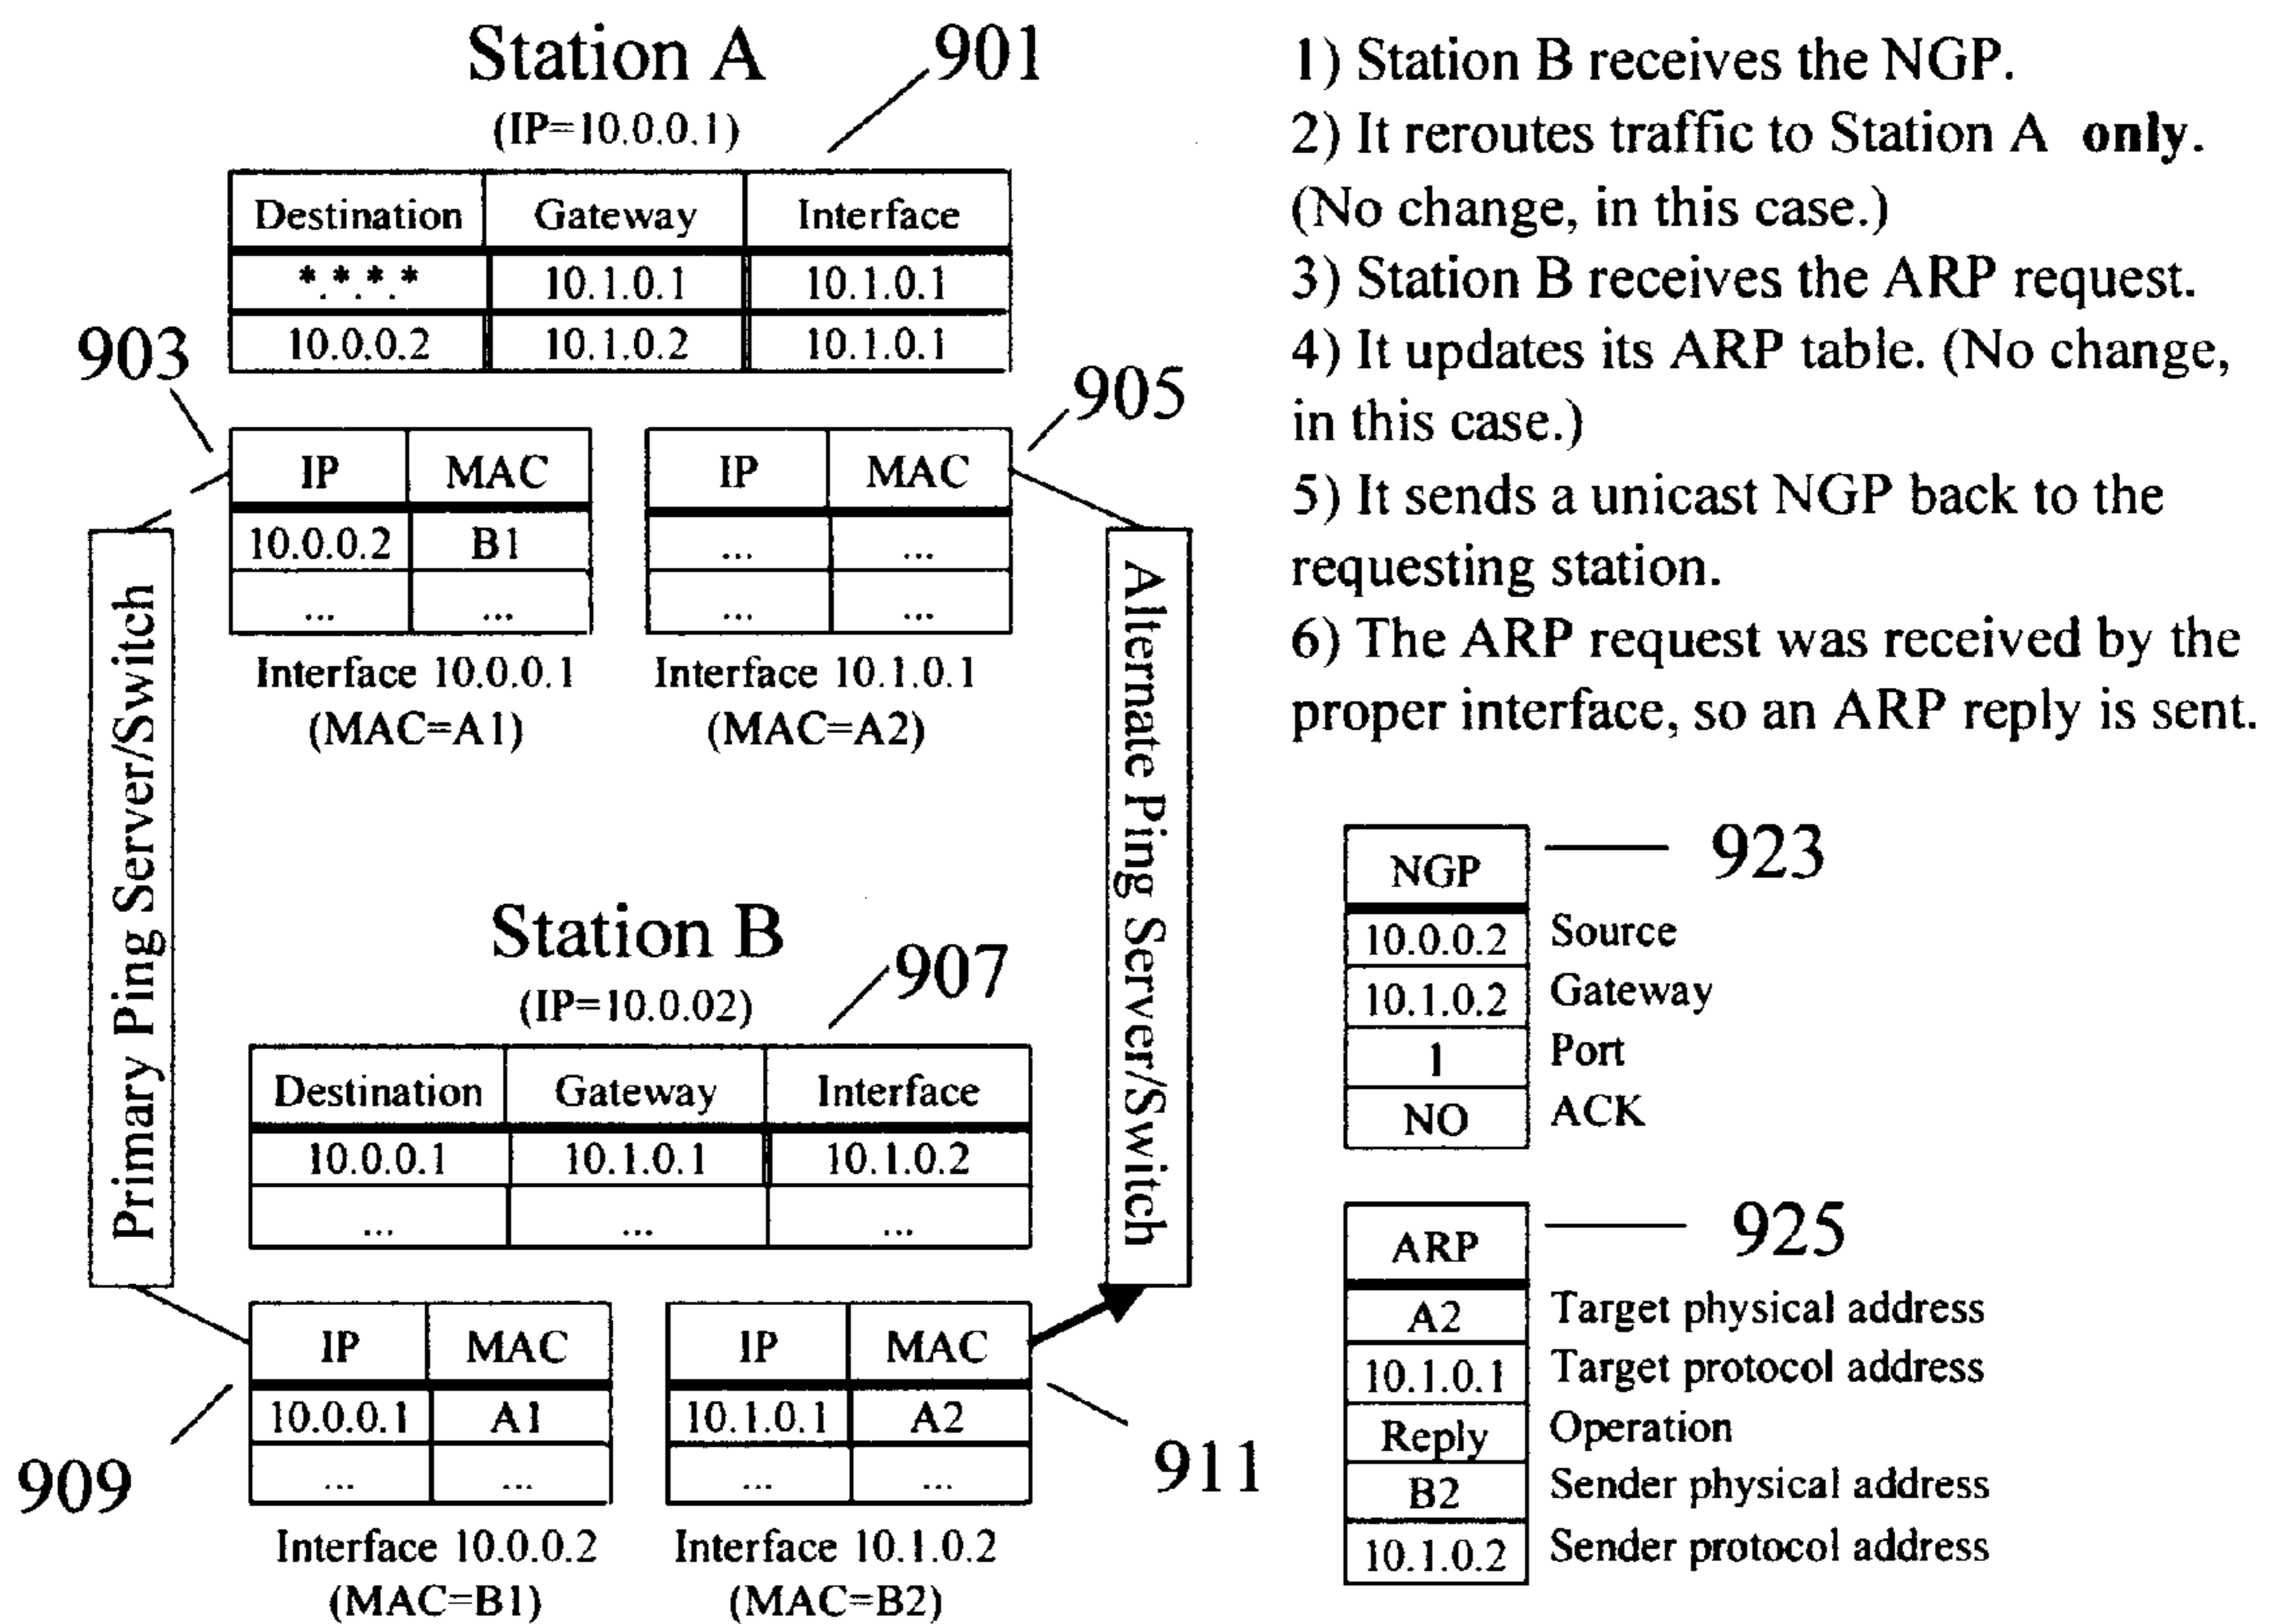 Station A
901
(IP=10.0.0.1)
Destination Gateway Interface
*.*.*.* 10.1.0.1 10.1.0.1
10.0.0.2 10.1.0.2 10.1.0.1
903
905
IP MAC
10.0.0.2 B1
... ...
Interface 10.0.0.1
(MAC=A1)
IP MAC
... ...
... ...
Interface 10.1.0.1
(MAC=A2)
Primary Ping Server/Switch
Alternate Ping Server/Switch
Station B
907
(IP=10.0.02)
Destination Gateway Interface
10.0.0.1 10.1.0.1 10.1.0.2
... ... ...
IP MAC
10.0.0.1 A1
... ...
909
Interface 10.0.0.2
(MAC=B1)
IP MAC
10.1.0.1 A2
... ...
911
Interface 10.1.0.2
(MAC=B2)
1) Station B receives the NGP.
2) It reroutes traffic to Station A only.
(No change, in this case.)
3) Station B receives the ARP request.
4) It updates its ARP table. (No change,
in this case.)
5) It sends a unicast NGP back to the
requesting station.
6) The ARP request was received by the
proper interface, so an ARP reply is sent.
NGP
923
10.0.0.2 Source
10.1.0.2 Gateway
1 Port
NO ACK
ARP
925
A2 Target physical address
10.1.0.1 Target protocol address
Reply Operation
B2 Sender physical address
10.1.0.2 Sender protocol address